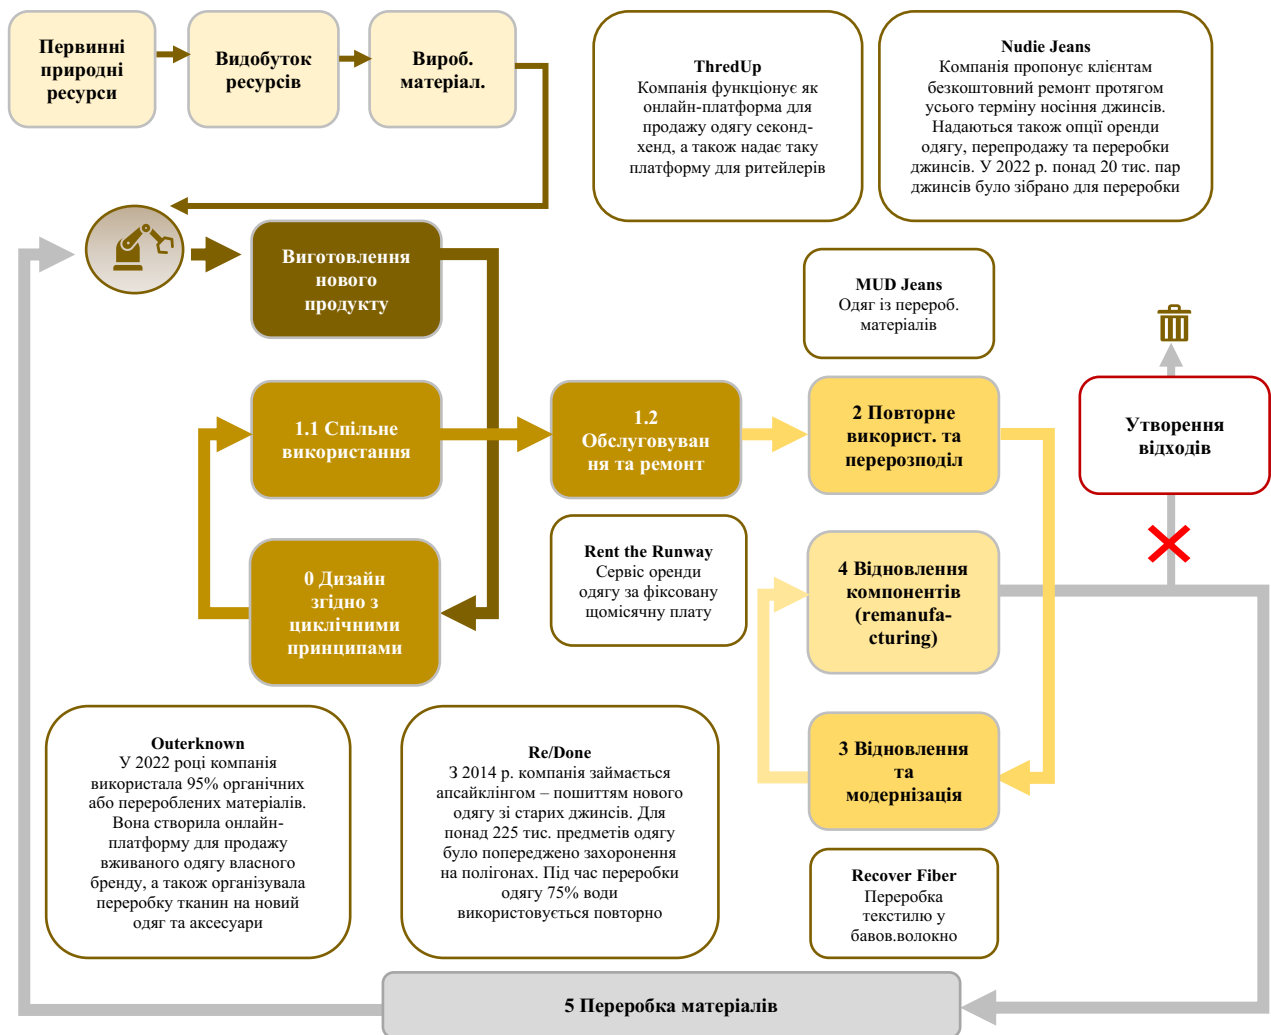 Первинні
природні
ресурси
Видобуток
ресурсів
Вироб.
матеріал.
ThredUp
Компанія функціонує як
онлайн-платформа для
продажу одягу секонд-
хенд, а також надає таку
платформу для ритейлерів
Nudie Jeans
Компанія пропонує клієнтам
безкоштовний ремонт протягом
усього терміну носіння джинсів.
Надаються також опції оренди
одягу, перепродажу та переробки
джинсів. У 2022 р. понад 20 тис. пар
джинсів було зібрано для переробки
Виготовлення
нового
продукту
MUD Jeans
Одяг із перероб.
матеріалів
1.1 Спільне
використання
1.2
Обслуговуван
ня та ремонт
2 Повторне
використ. та
перерозподіл
Утворення
відходів
0 Дизайн
згідно з
циклічними
принципами
Rent the Runway
Сервіс оренди
одягу за фіксовану
щомісячну плату
4 Відновлення
компонентів
(remanufa-
cturing)
3 Відновлення
та
модернізація
Outerknown
У 2022 році компанія
використала 95% органічних
або перероблених матеріалів.
Вона створила онлайн-
платформу для продажу
вживаного одягу власного
бренду, а також організувала
переробку тканин на новий
одяг та аксесуари
Re/Done
З 2014 р. компанія займається
апсайклінгом – пошиттям нового
одягу зі старих джинсів. Для
понад 225 тис. предметів одягу
було попереджено захоронення
на полігонах. Під час переробки
одягу 75% води
використовується повторно
Recover Fiber
Переробка
текстилю у
бавов.волокно
5 Переробка матеріалів